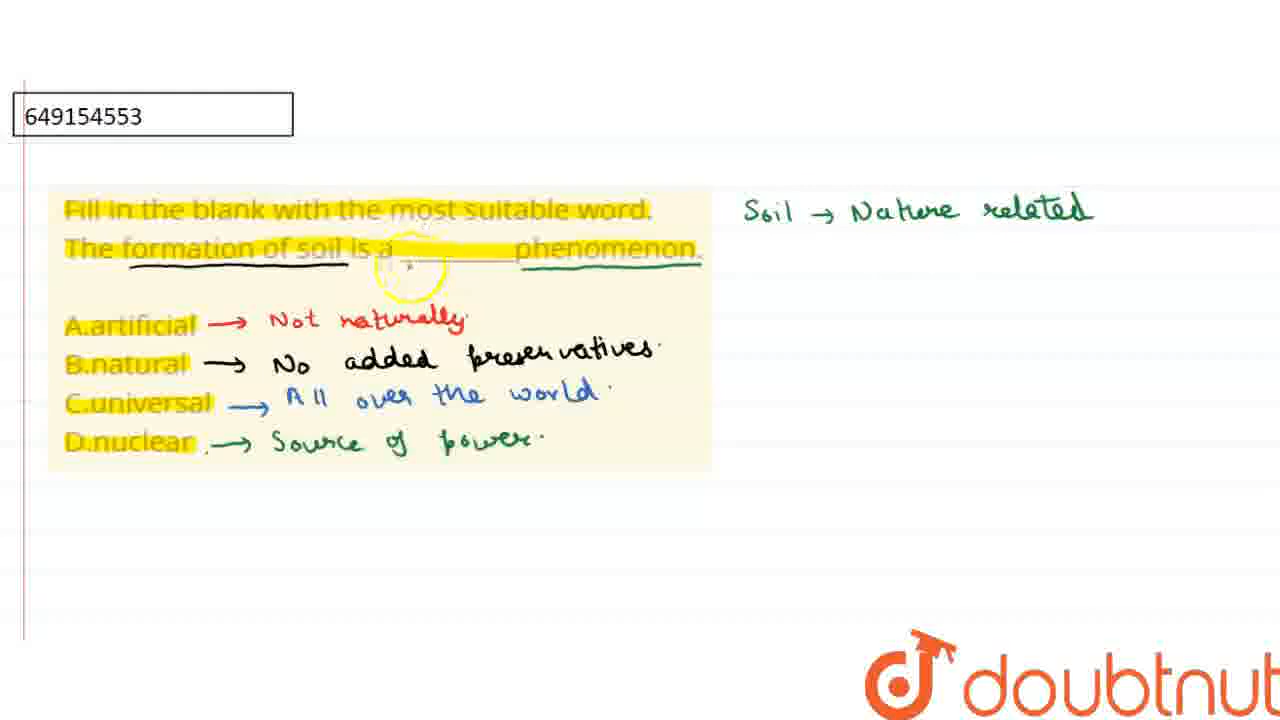 649154553
Fill in the blank with the most suitable word.
Soil → Nature related
The formation of soil is a ________ phenomenon.
A.artificial → Not naturally.
B.natural → No added preservatives.
C.universal → All over the world.
D.nuclear → Source of power.
doubtnut